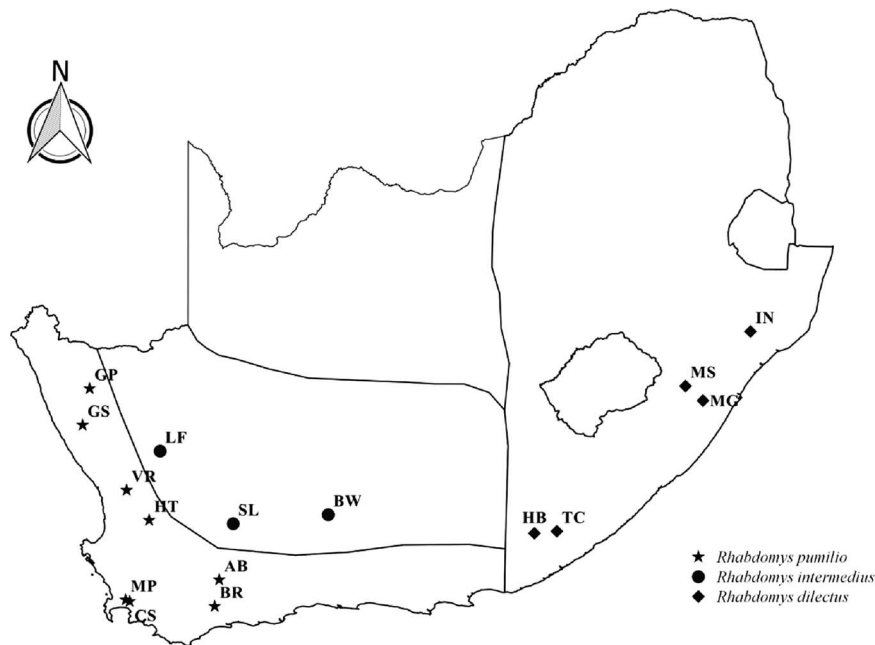 N
IN
MS
MG
GP
GS
LF
VR
HT
SL
BW
HB
TC
AB
BR
MP
CS
Rhabdomys pumilio
Rhabdomys intermedius
Rhabdomys dilectus